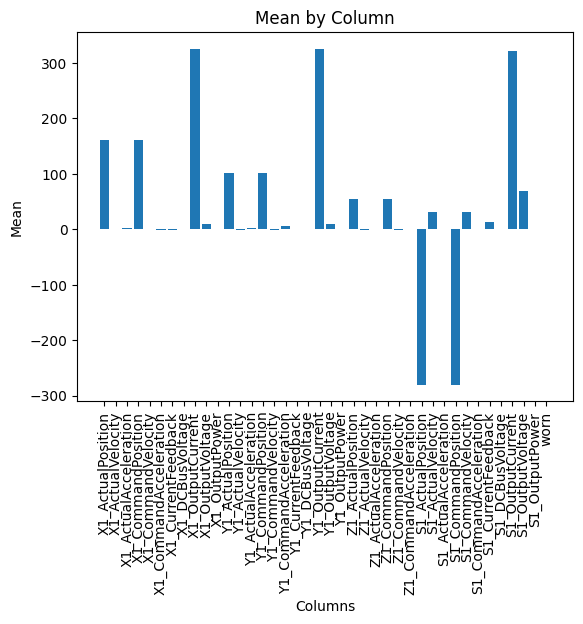 Mean by Column
300
200
100
0
−100
−200
−300
Mean
X1_ActualPosition
X1_ActualVelocity
X1_ActualAcceleration
X1_CommandPosition
X1_CommandVelocity
X1_CommandAcceleration
X1_CurrentFeedback
X1_DCBusVoltage
X1_OutputCurrent
X1_OutputVoltage
X1_OutputPower
Y1_ActualPosition
Y1_ActualVelocity
Y1_ActualAcceleration
Y1_CommandPosition
Y1_CommandVelocity
Y1_CommandAcceleration
Y1_CurrentFeedback
Y1_DCBusVoltage
Y1_OutputCurrent
Y1_OutputVoltage
Y1_OutputPower
Z1_ActualPosition
Z1_ActualVelocity
Z1_ActualAcceleration
Z1_CommandPosition
Z1_CommandVelocity
Z1_CommandAcceleration
S1_ActualPosition
S1_ActualVelocity
S1_ActualAcceleration
S1_CommandPosition
S1_CommandVelocity
S1_CommandAcceleration
S1_CurrentFeedback
S1_DCBusVoltage
S1_OutputCurrent
S1_OutputVoltage
S1_OutputPower
worn
Columns